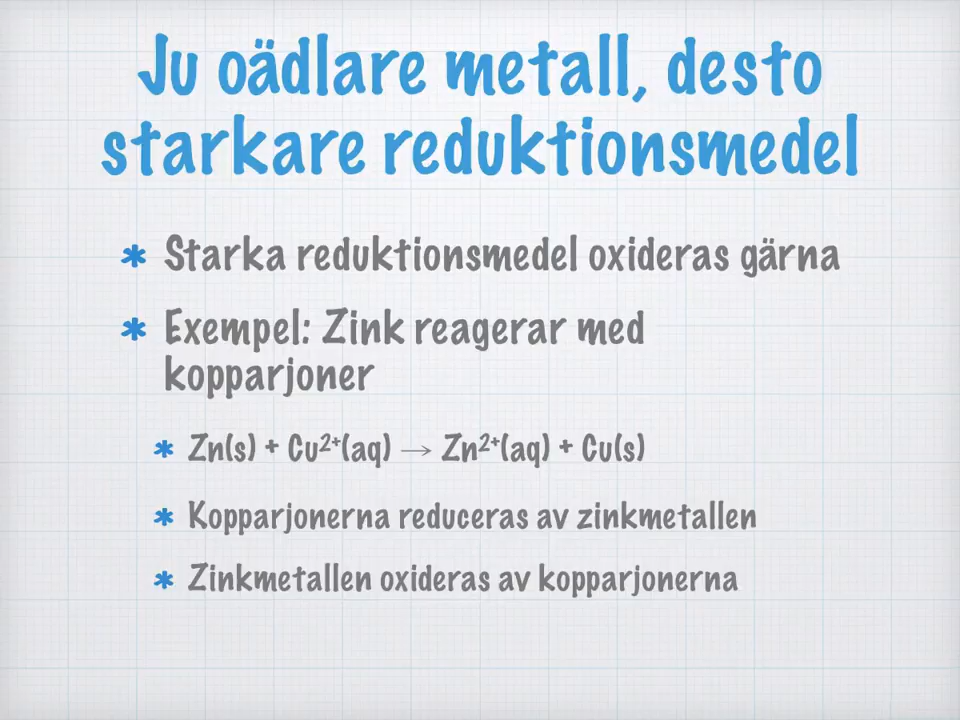 Ju oädlare metall, desto
starkare reduktionsmedel
✱ Starka reduktionsmedel oxideras gärna
✱ Exempel: Zink reagerar med
kopparjoner
✱ Zn(s) + Cu²⁺(aq) → Zn²⁺(aq) + Cu(s)
✱ Kopparjonerna reduceras av zinkmetallen
✱ Zinkmetallen oxideras av kopparjonerna